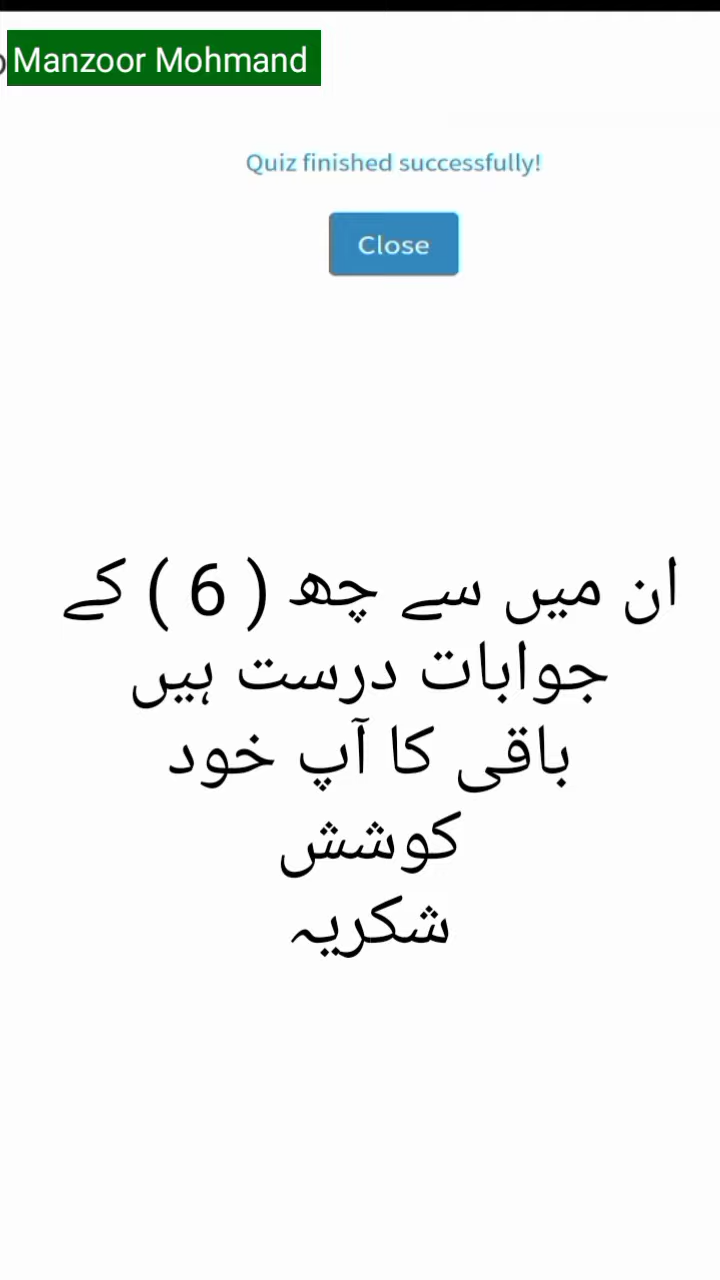 Manzoor Mohmand
Quiz finished successfully!
Close
ان میں سے چھ ( 6 ) کے
جوابات درست ہیں
باقی کا آپ خود
کوشش
شکریہ